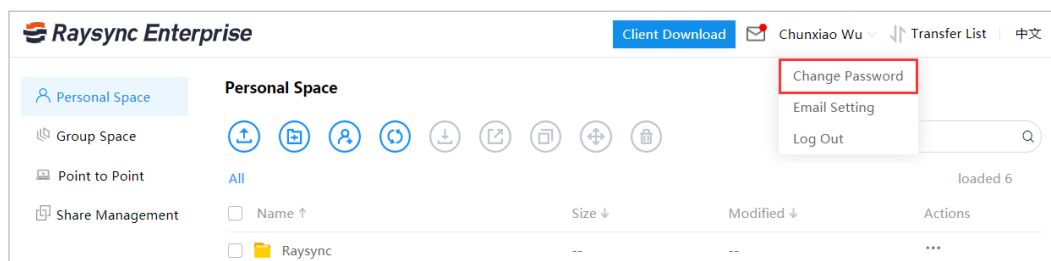 Raysync Enterprise
Client Download Chunxiao Wu Transfer List 中文
Change Password
Email Setting
Log Out
Personal Space
Group Space
Point to Point
Share Management
Personal Space
All loaded 6
Name ↑ Size ↓ Modified ↓ Actions
Raysync -- -- •••